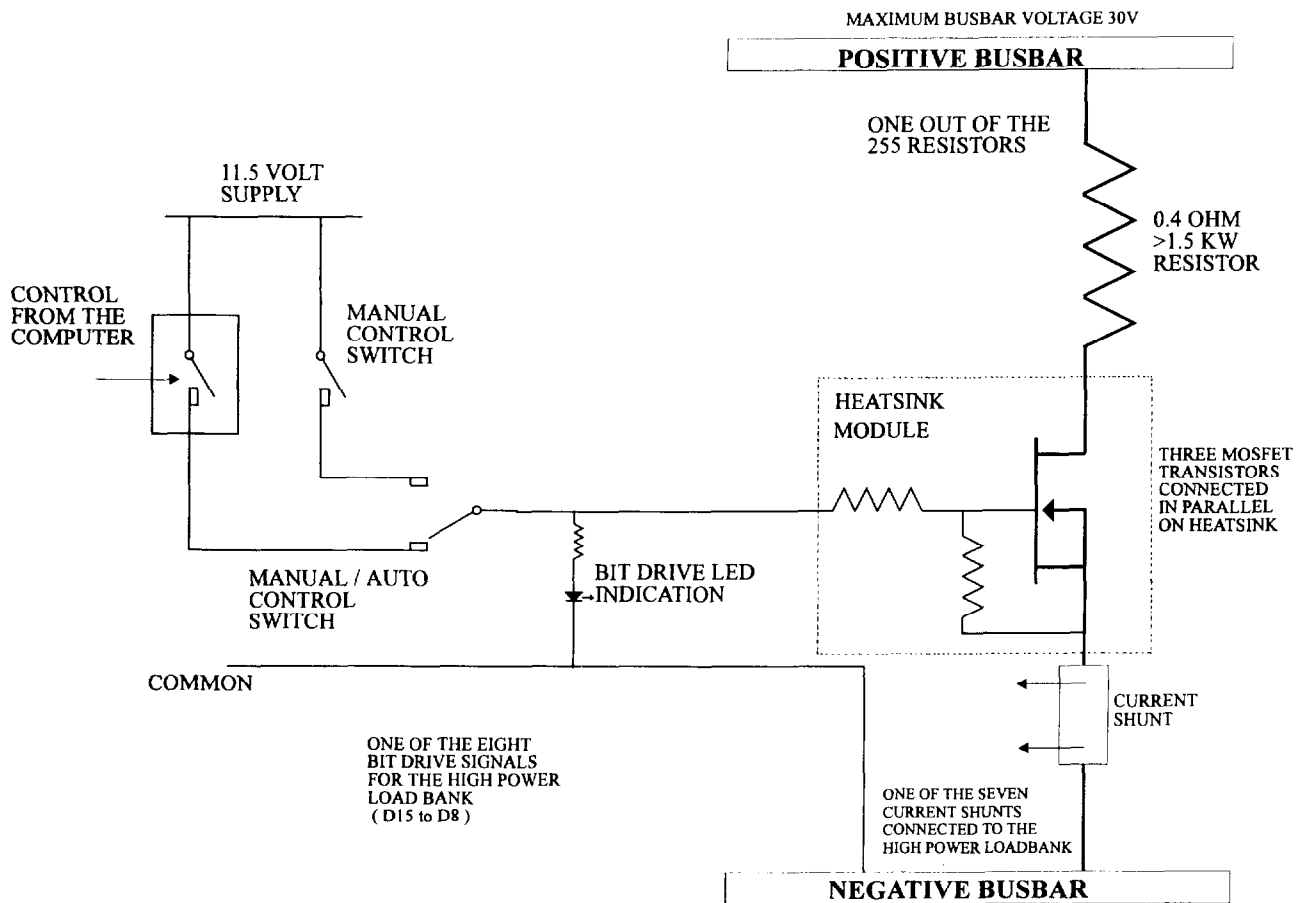 MAXIMUM BUSBAR VOLTAGE 30V
POSITIVE BUSBAR
ONE OUT OF THE
255 RESISTORS
11.5 VOLT
SUPPLY
0.4 OHM
>1.5 KW
RESISTOR
CONTROL
FROM THE
COMPUTER
MANUAL
CONTROL
SWITCH
HEATSINK
MODULE
THREE MOSFET
TRANSISTORS
CONNECTED
IN PARALLEL
ON HEATSINK
MANUAL / AUTO
CONTROL
SWITCH
BIT DRIVE LED
INDICATION
COMMON
CURRENT
SHUNT
ONE OF THE EIGHT
BIT DRIVE SIGNALS
FOR THE HIGH POWER
LOAD BANK
( D15 to D8 )
ONE OF THE SEVEN
CURRENT SHUNTS
CONNECTED TO THE
HIGH POWER LOADBANK
NEGATIVE BUSBAR